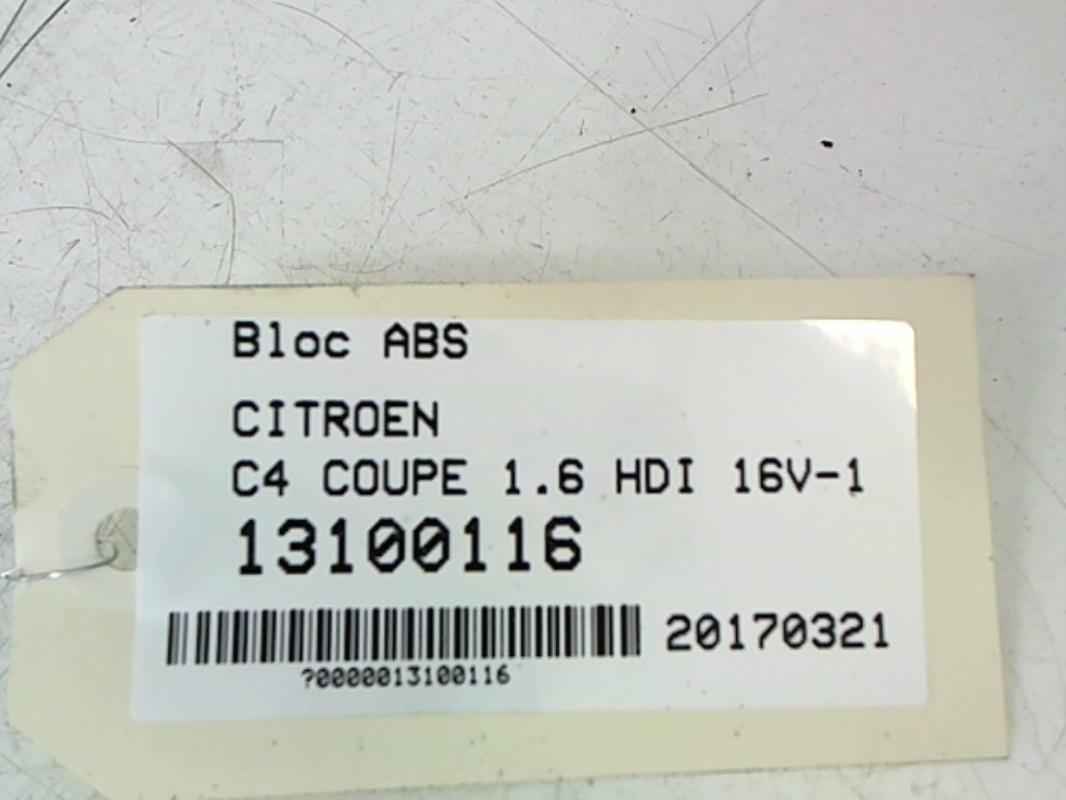 Bloc ABS
CITROEN
C4 COUPE 1.6 HDI 16V-1
13100116
20170321
?0000013100116